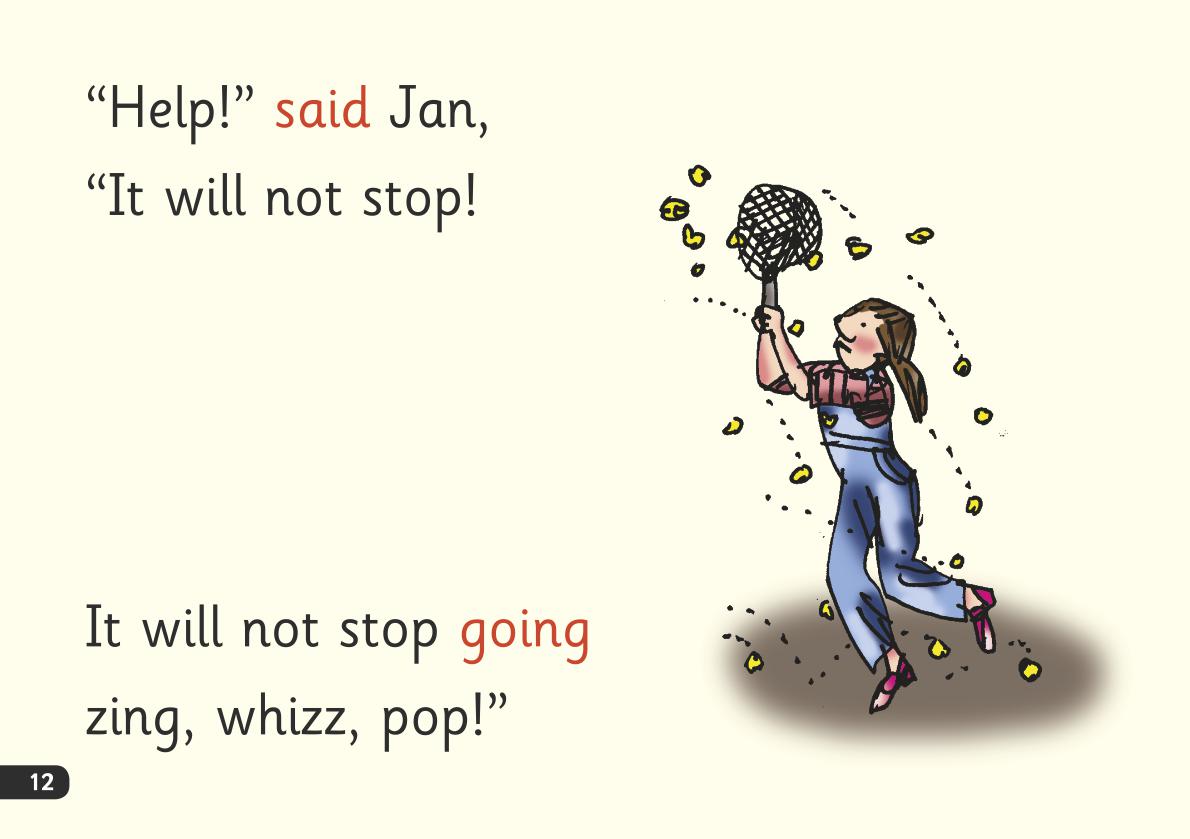 “Help!” said Jan,
“It will not stop!
It will not stop going
zing, whizz, pop!”
12